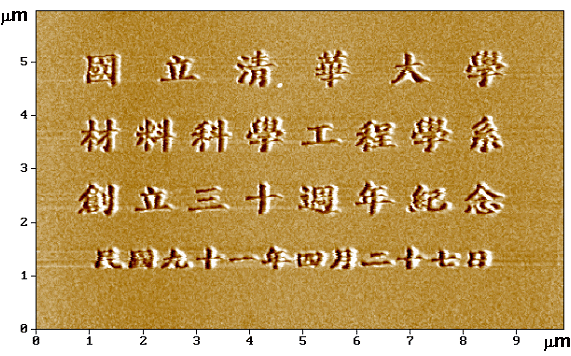 μm
5
4
3
2
1
0
國立清華大學
材料科學工程學系
創立三十週年紀念
民國九十一年四月二十七日
0 1 2 3 4 5 6 7 8 9
μm